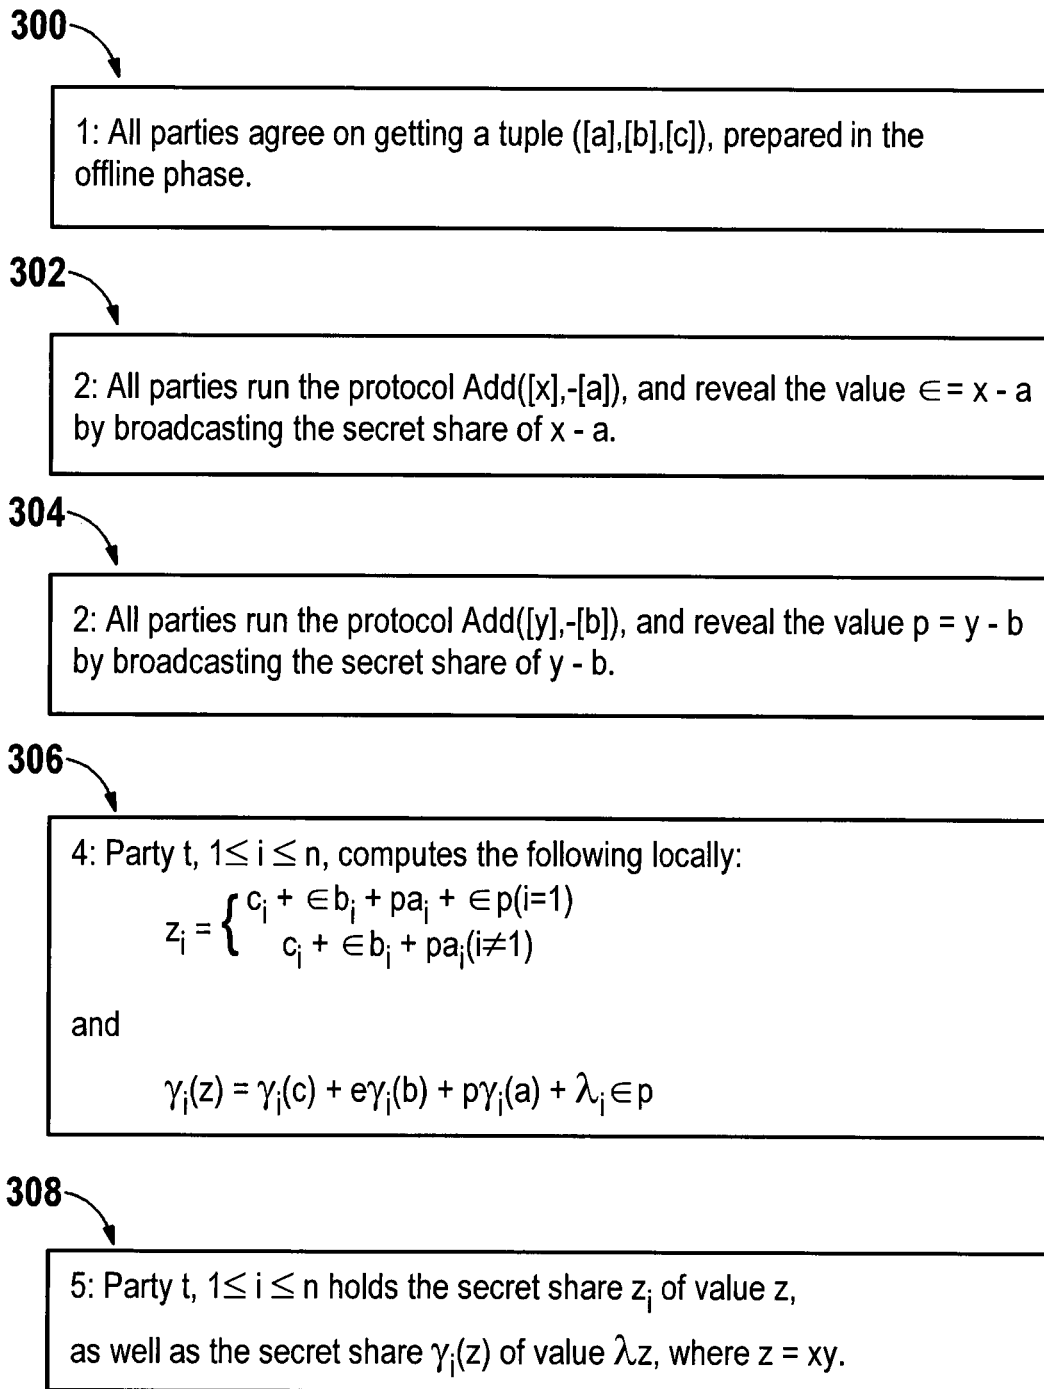 300
1: All parties agree on getting a tuple ([a],[b],[c]), prepared in the
offline phase.
302
2: All parties run the protocol Add([x],-[a]), and reveal the value ∈ = x - a
by broadcasting the secret share of x - a.
304
2: All parties run the protocol Add([y],-[b]), and reveal the value p = y - b
by broadcasting the secret share of y - b.
306
4: Party t, 1≤ i ≤ n, computes the following locally:
z_i = { c_i + ∈b_i + pa_i + ∈p(i=1)
c_i + ∈b_i + pa_i(i≠1)
and
γ_i(z) = γ_i(c) + eγ_i(b) + pγ_i(a) + λ_i∈p
308
5: Party t, 1≤ i ≤ n holds the secret share z_i of value z,
as well as the secret share γ_i(z) of value λz, where z = xy.